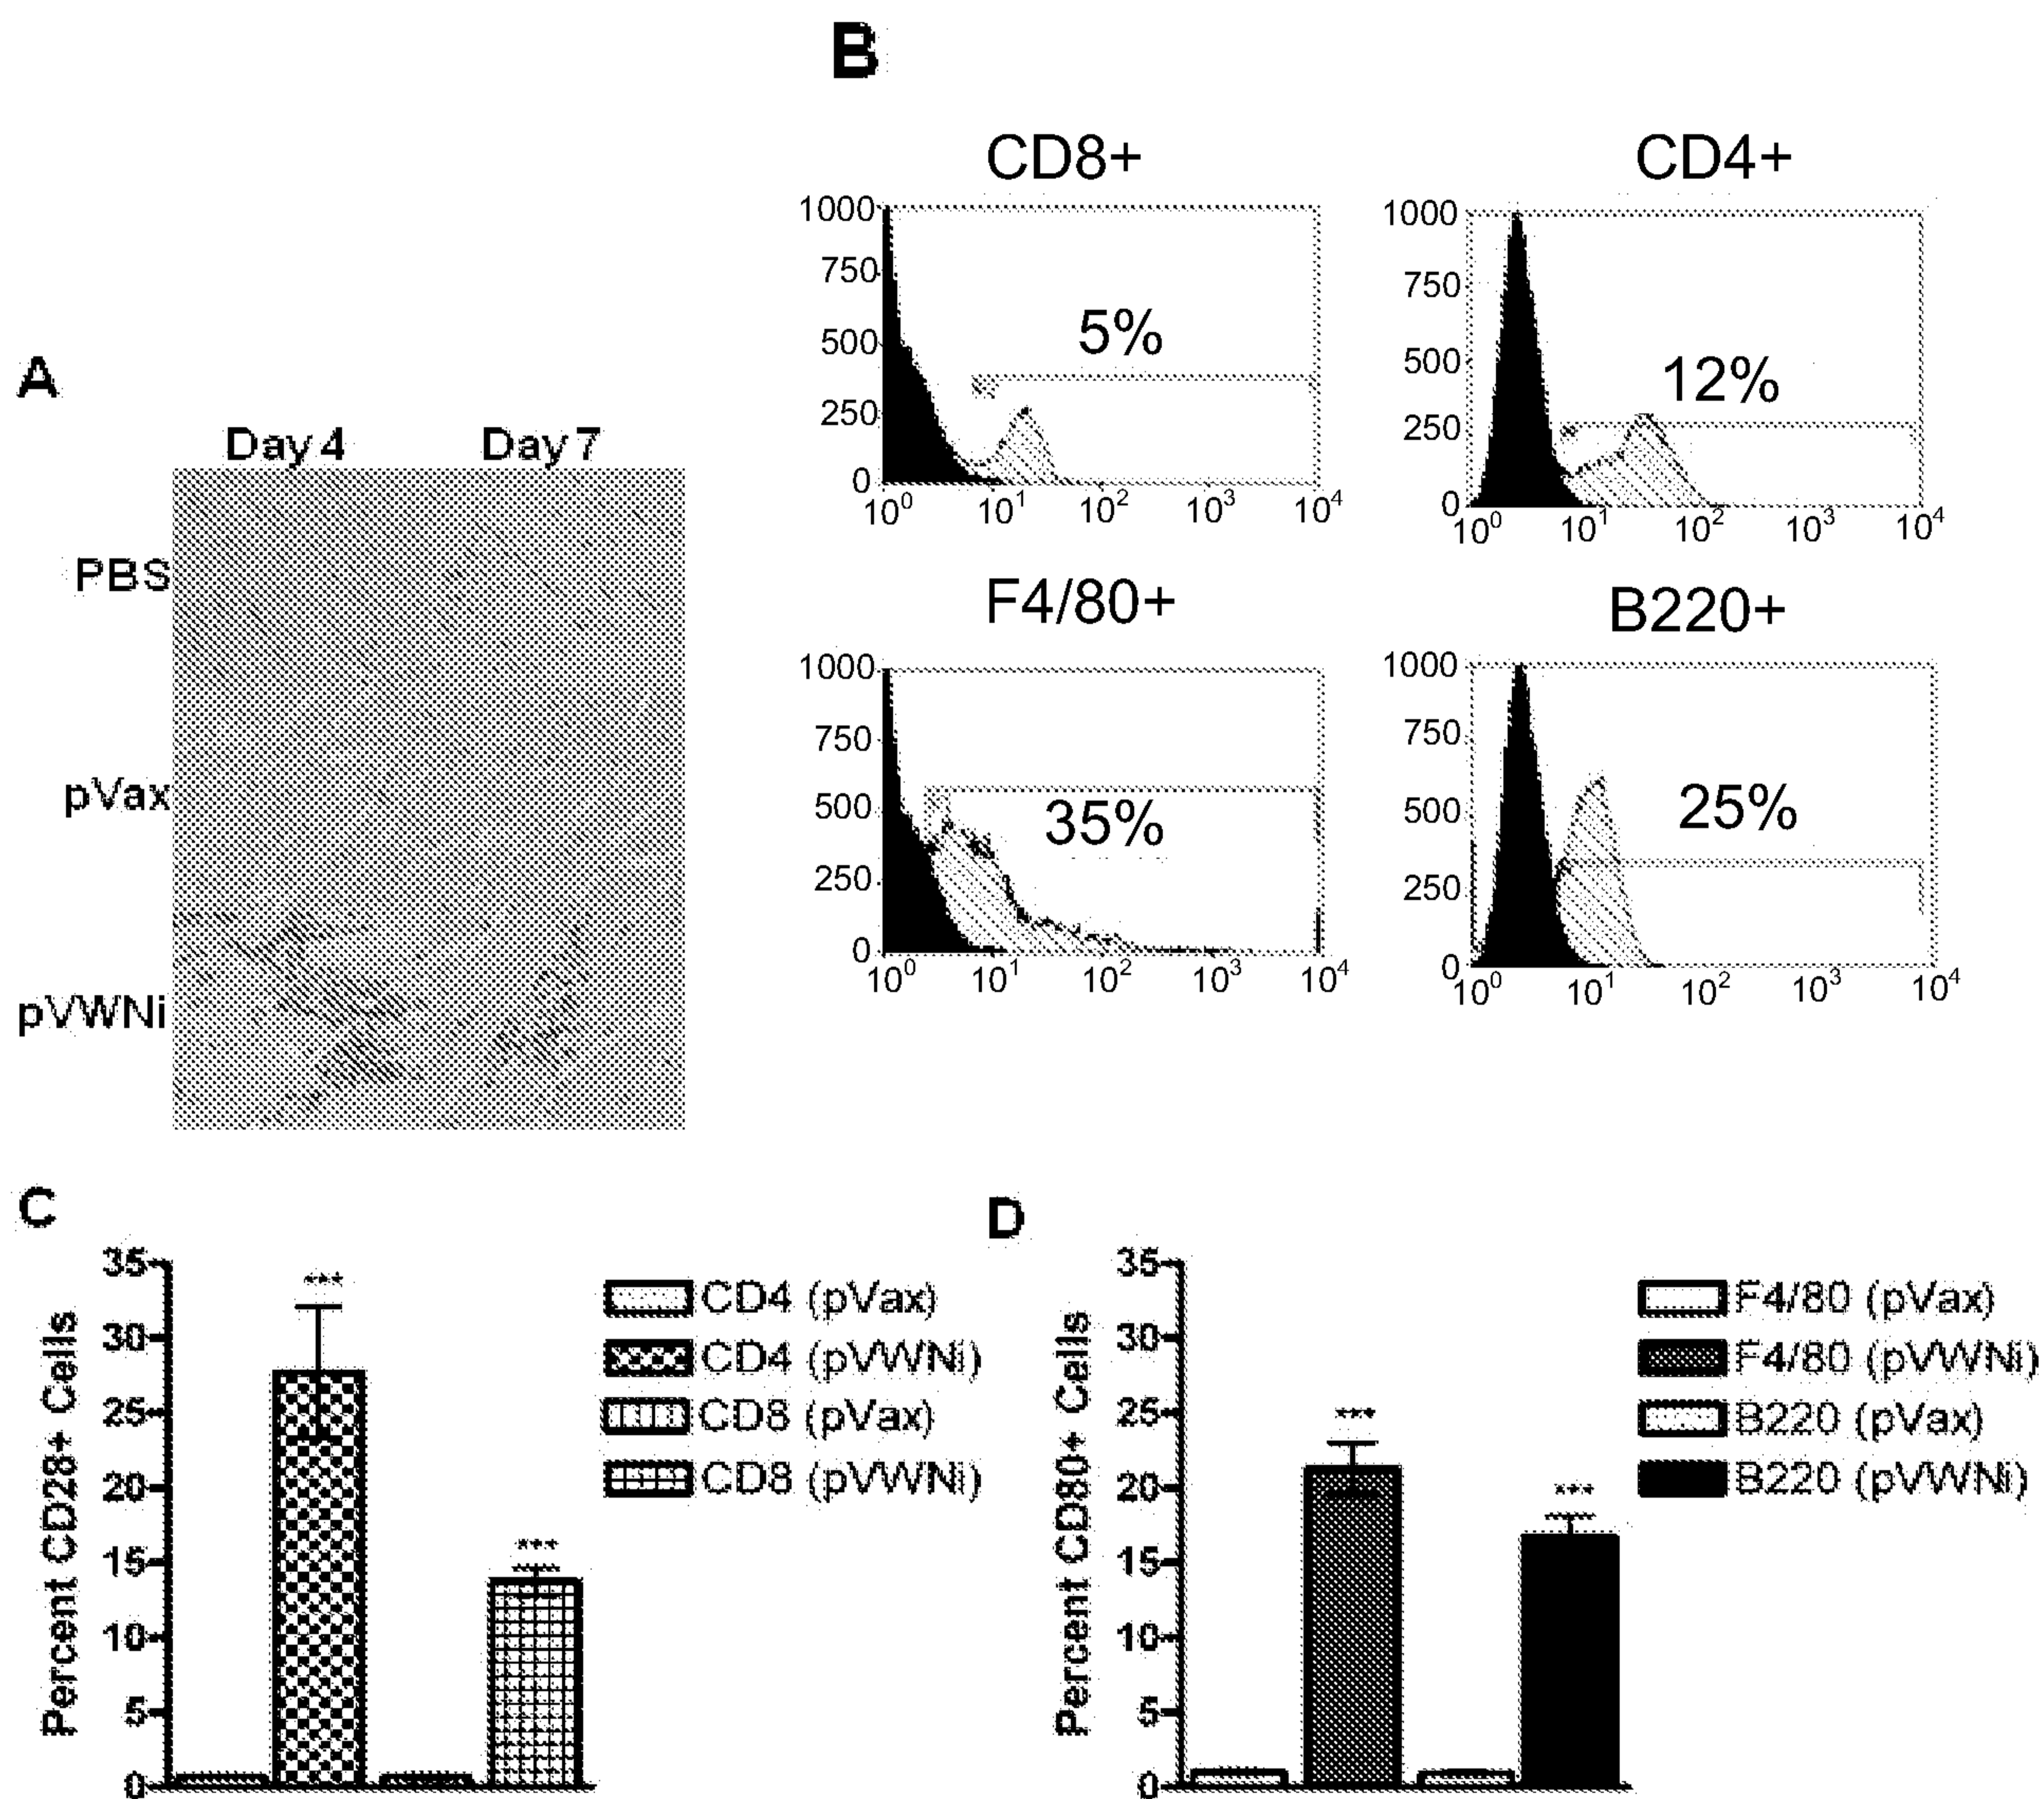 B
CD8+
CD4+
1000
750
500
250
0
5%
10⁰ 10¹ 10² 10³ 10⁴
1000
750
500
250
0
12%
10⁰ 10¹ 10² 10³ 10⁴
F4/80+
B220+
1000
750
500
250
0
35%
10⁰ 10¹ 10² 10³ 10⁴
1000
750
500
250
0
25%
10⁰ 10¹ 10² 10³ 10⁴
A
Day 4 Day 7
PBS
pVax
pVWNi
C
Percent CD28+ Cells
35
30
25
20
15
10
5
0
***
***
CD4 (pVax)
CD4 (pVWNi)
CD8 (pVax)
CD8 (pVWNi)
D
Percent CD80+ Cells
35
30
25
20
15
10
5
0
***
***
F4/80 (pVax)
F4/80 (pVWNi)
B220 (pVax)
B220 (pVWNi)